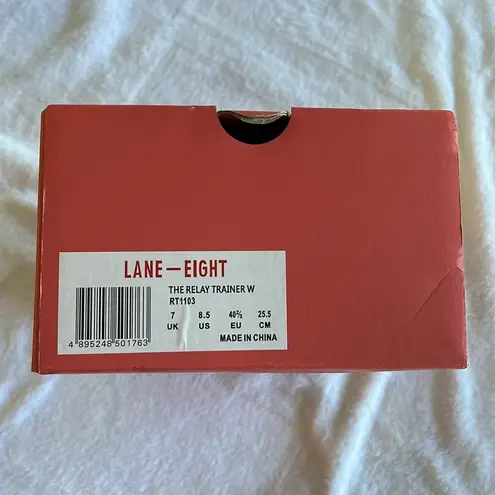 LANE—EIGHT
THE RELAY TRAINER W
RT1103
7 8.5 40⅔ 25.5
UK US EU CM
MADE IN CHINA
4 895248 501763